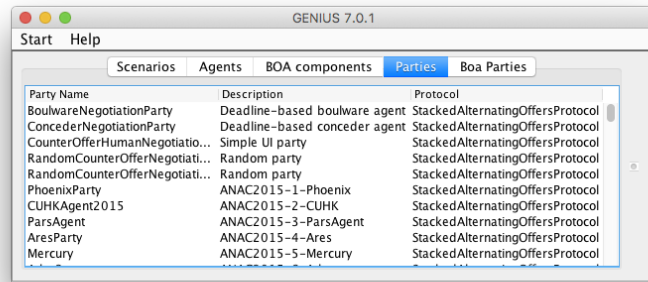 GENIUS 7.0.1
Start Help
Scenarios Agents BOA components Parties Boa Parties
Party Name Description Protocol
BoulwareNegotiationParty Deadline-based boulware agent StackedAlternatingOffersProtocol
ConcederNegotiationParty Deadline-based conceder agent StackedAlternatingOffersProtocol
CounterOfferHumanNegotiatio... Simple UI party StackedAlternatingOffersProtocol
RandomCounterOfferNegotiati... Random party StackedAlternatingOffersProtocol
RandomCounterOfferNegotiati... Random party StackedAlternatingOffersProtocol
PhoenixParty ANAC2015-1-Phoenix StackedAlternatingOffersProtocol
CUHKAgent2015 ANAC2015-2-CUHK StackedAlternatingOffersProtocol
ParsAgent ANAC2015-3-ParsAgent StackedAlternatingOffersProtocol
AresParty ANAC2015-4-Ares StackedAlternatingOffersProtocol
Mercury ANAC2015-5-Mercury StackedAlternatingOffersProtocol